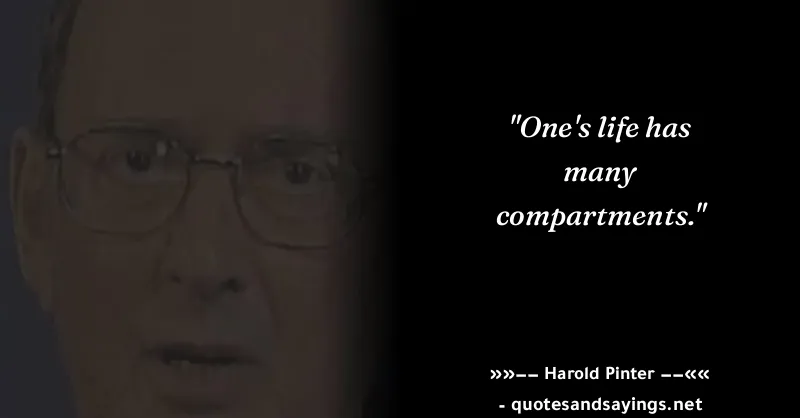 "One's life has
many
compartments."
»»−− Harold Pinter −−««
- quotesandsayings.net